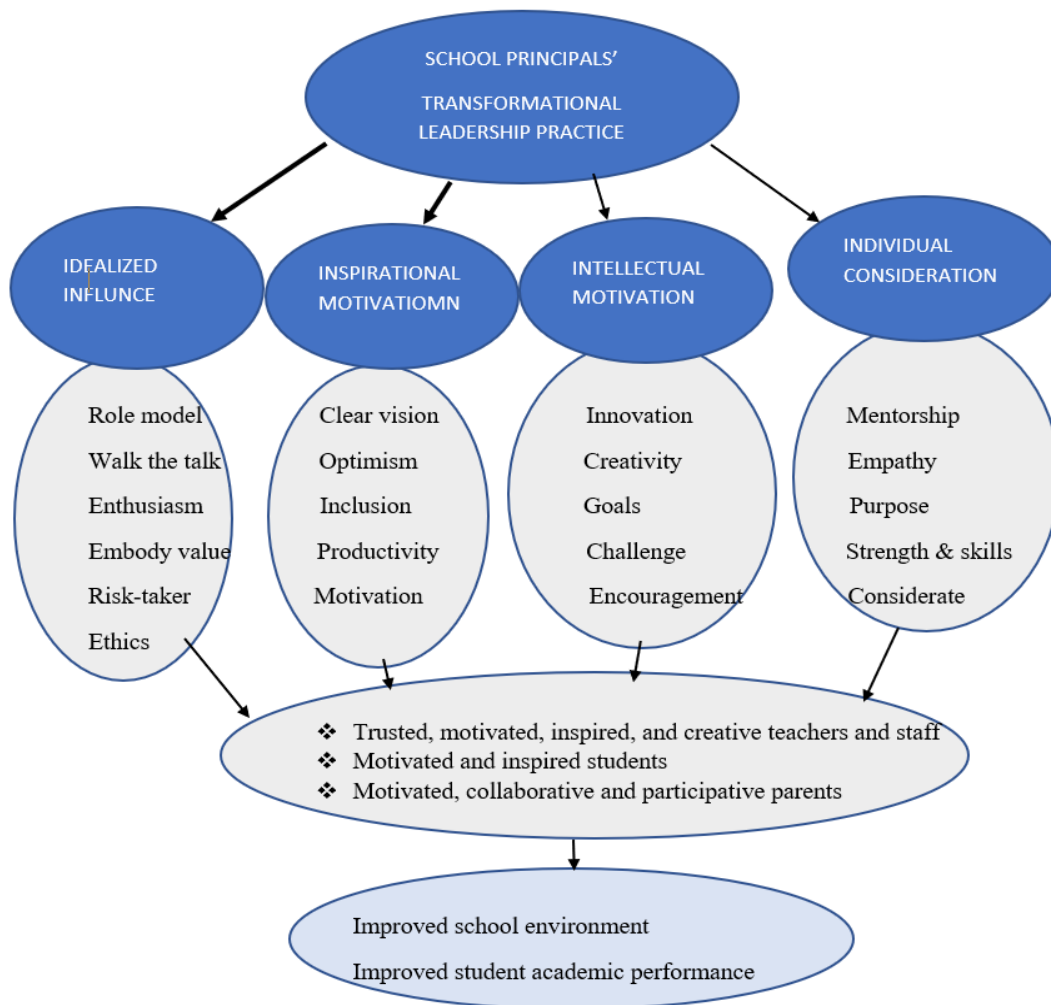 SCHOOL PRINCIPALS’
TRANSFORMATIONAL
LEADERSHIP PRACTICE
IDEALIZED
INFLUNCE
INSPIRATIONAL
MOTIVATIOMN
INTELLECTUAL
MOTIVATION
INDIVIDUAL
CONSIDERATION
Role model
Walk the talk
Enthusiasm
Embody value
Risk-taker
Ethics
Clear vision
Optimism
Inclusion
Productivity
Motivation
Innovation
Creativity
Goals
Challenge
Encouragement
Mentorship
Empathy
Purpose
Strength & skills
Considerate
❖ Trusted, motivated, inspired, and creative teachers and staff
❖ Motivated and inspired students
❖ Motivated, collaborative and participative parents
Improved school environment
Improved student academic performance